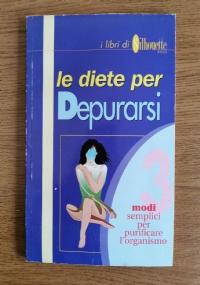 i libri di Silhouette
le diete per
Depurarsi
3
modi
semplici
per
purificare
l'organismo